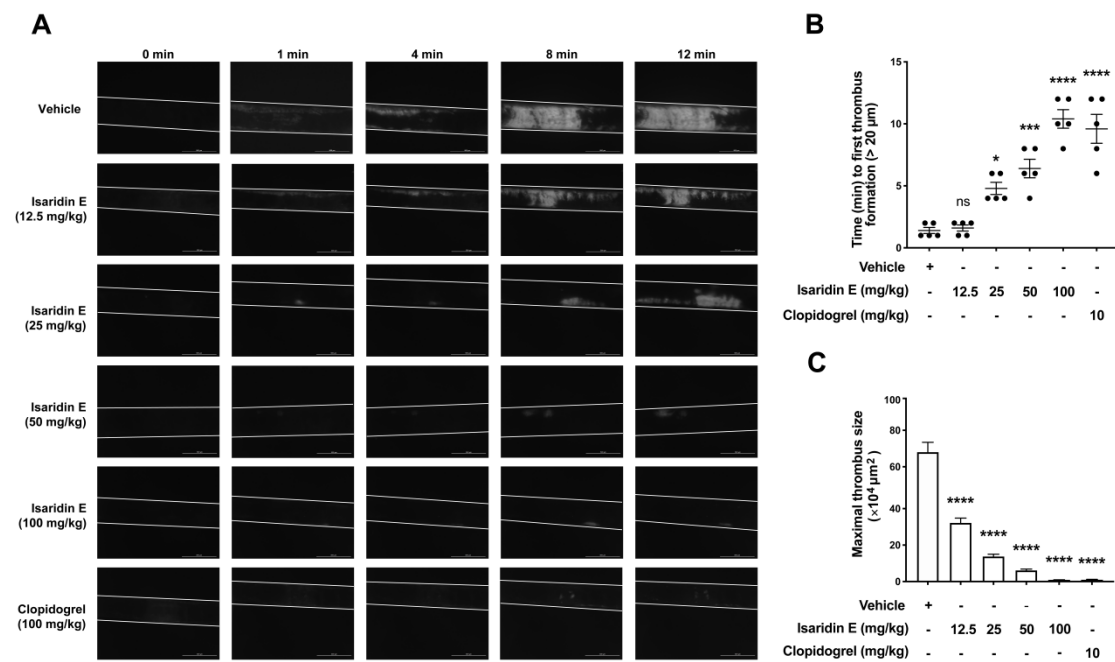 A
0 min 1 min 4 min 8 min 12 min
Vehicle
Isaridin E
(12.5 mg/kg)
Isaridin E
(25 mg/kg)
Isaridin E
(50 mg/kg)
Isaridin E
(100 mg/kg)
Clopidogrel
(100 mg/kg)
B
Time (min) to first thrombus
formation (> 20 µm)
15
10
5
0
ns * *** **** ****
Vehicle + - - - - -
Isaridin E (mg/kg) - 12.5 25 50 100 -
Clopidogrel (mg/kg) - - - - - 10
C
Maximal thrombus size
(×10⁴ µm²)
100
80
60
40
20
0
**** **** **** **** ****
Vehicle + - - - - -
Isaridin E (mg/kg) - 12.5 25 50 100 -
Clopidogrel (mg/kg) - - - - - 10